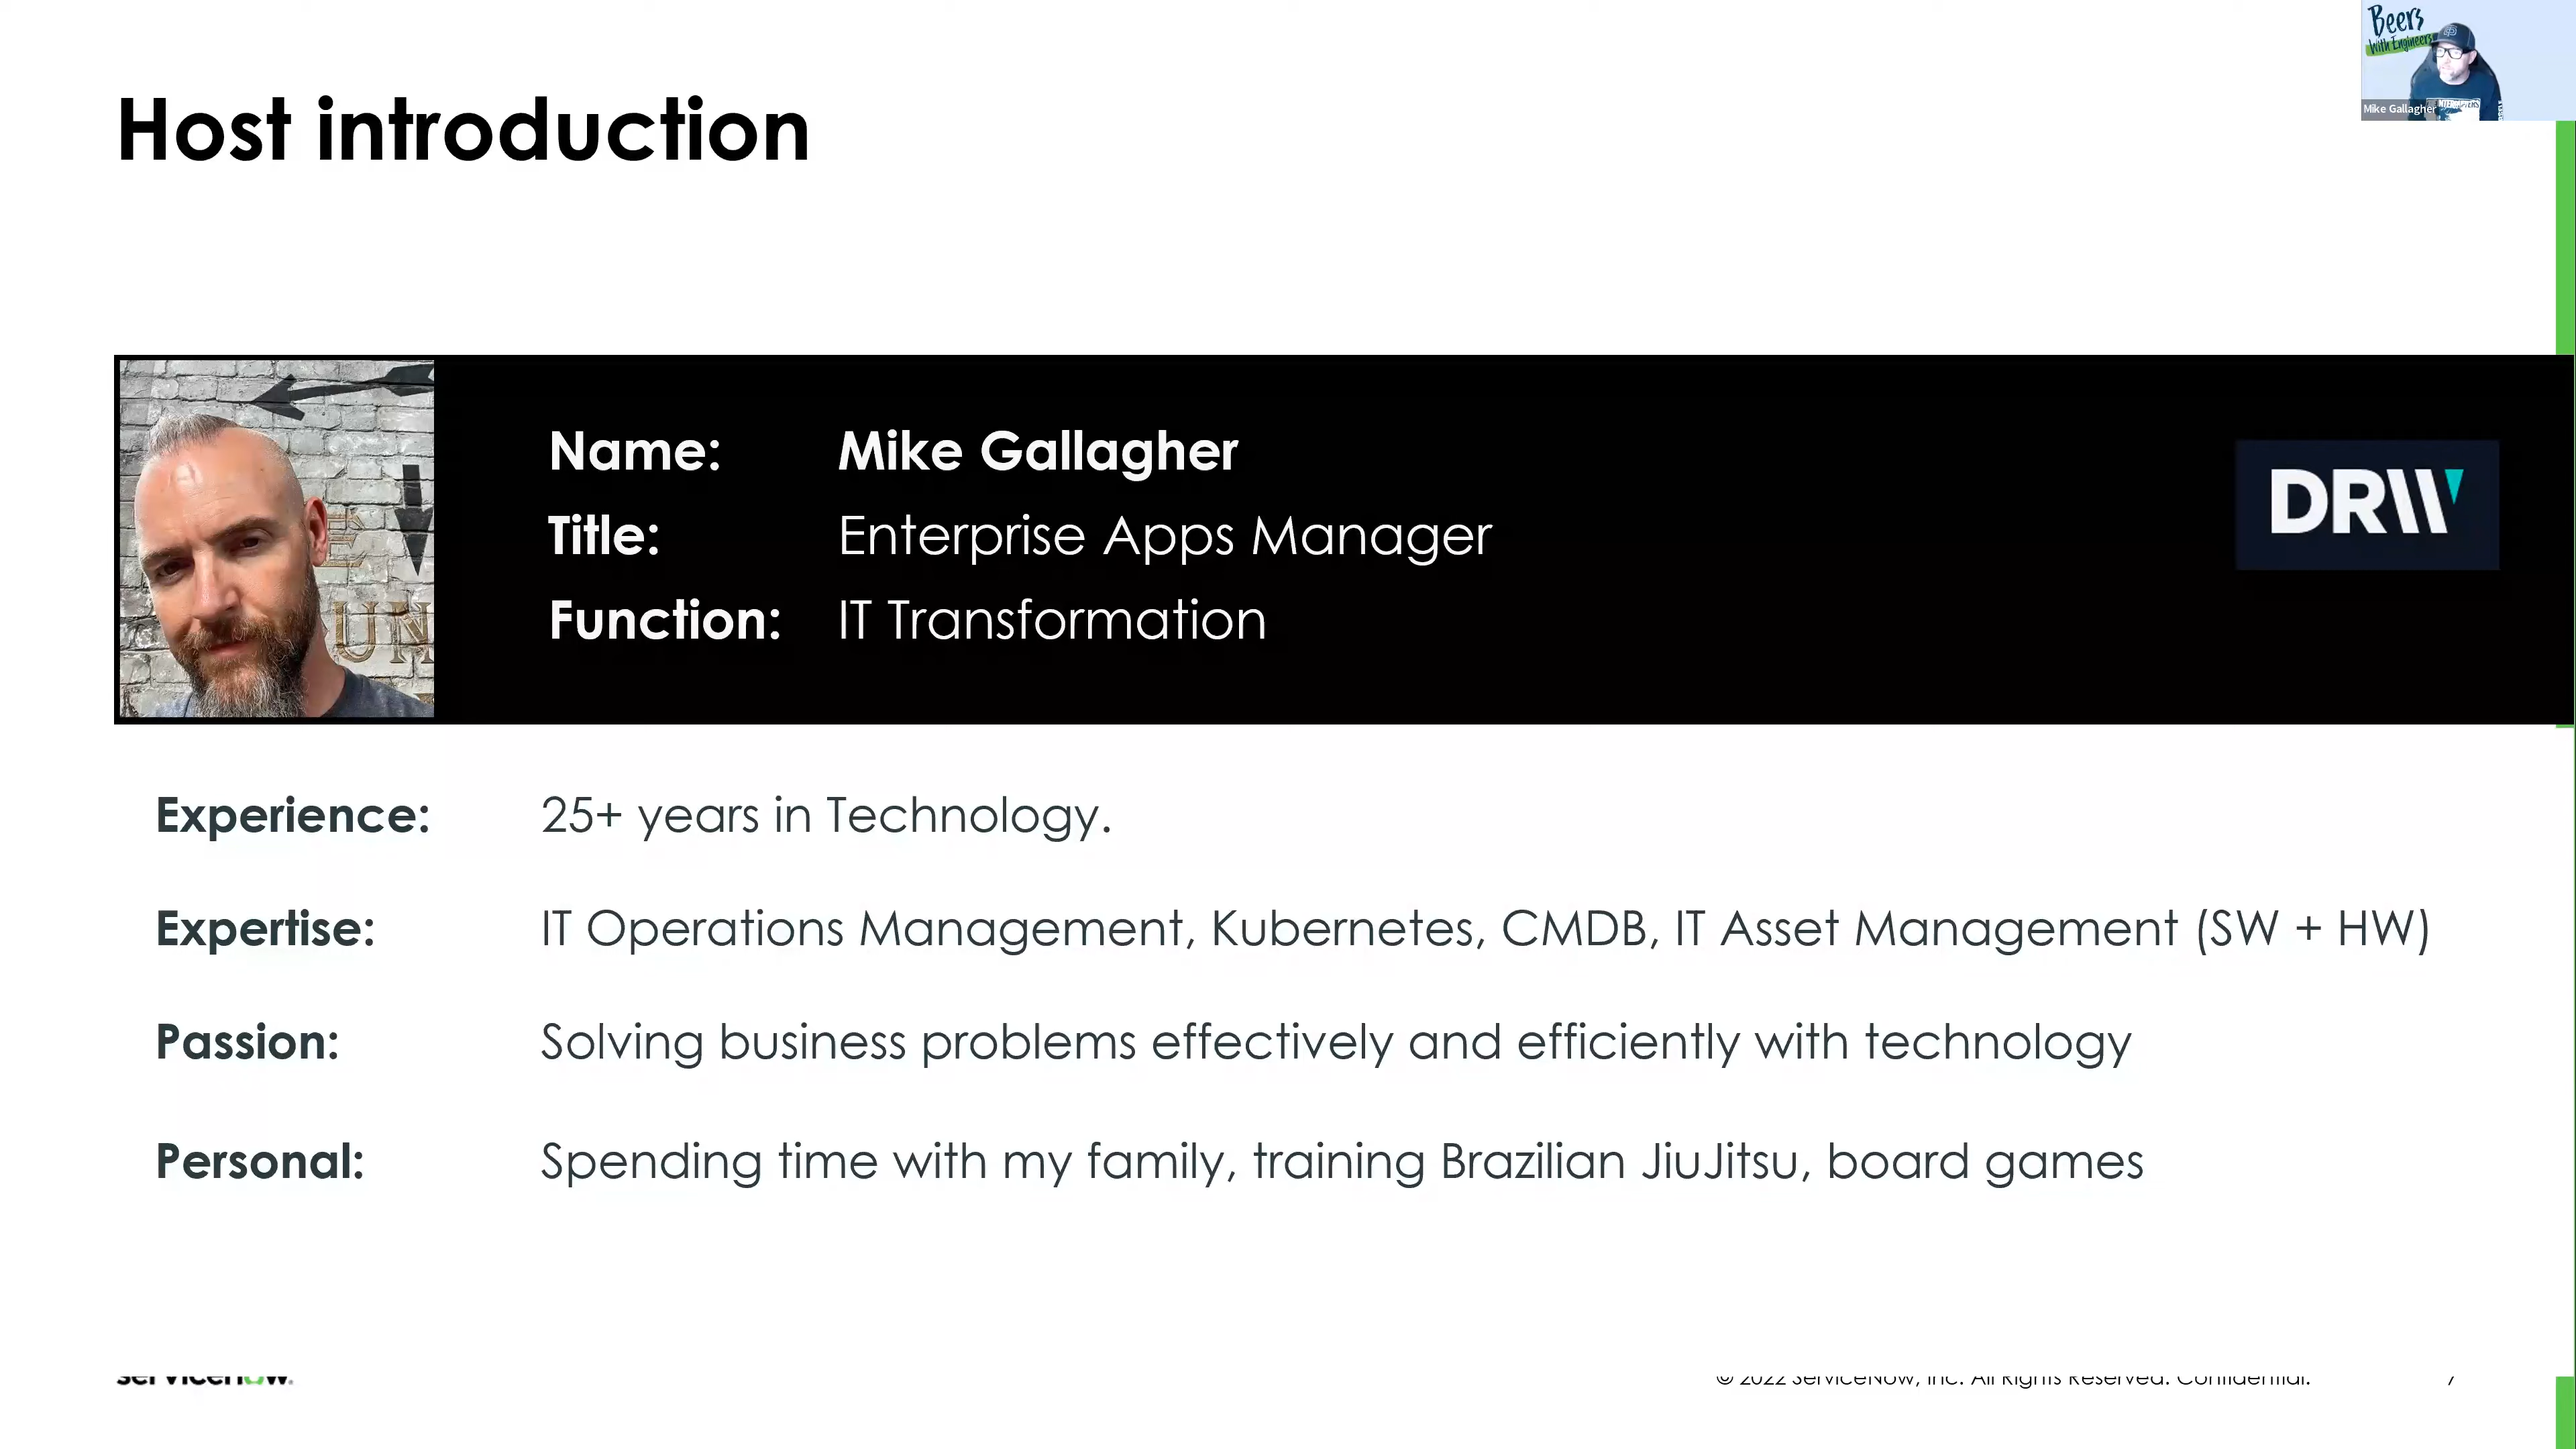 Beers
With Engineers
Mike Gallagher
Host introduction
Name: Mike Gallagher
Title: Enterprise Apps Manager
Function: IT Transformation
DRW
Experience: 25+ years in Technology.
Expertise: IT Operations Management, Kubernetes, CMDB, IT Asset Management (SW + HW)
Passion: Solving business problems effectively and efficiently with technology
Personal: Spending time with my family, training Brazilian JiuJitsu, board games
servicenow.
© 2022 ServiceNow, Inc. All Rights Reserved. Confidential. 7